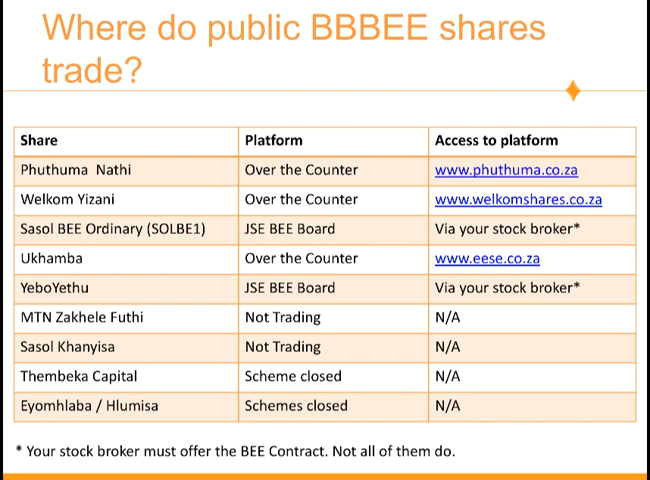 Where do public BBBEE shares
trade?
Share Platform Access to platform
Phuthuma Nathi Over the Counter www.phuthuma.co.za
Welkom Yizani Over the Counter www.welkomshares.co.za
Sasol BEE Ordinary (SOLBE1) JSE BEE Board Via your stock broker*
Ukhamba Over the Counter www.eese.co.za
YeboYethu JSE BEE Board Via your stock broker*
MTN Zakhele Futhi Not Trading N/A
Sasol Khanyisa Not Trading N/A
Thembeka Capital Scheme closed N/A
Eyomhlaba / Hlumisa Schemes closed N/A
* Your stock broker must offer the BEE Contract. Not all of them do.